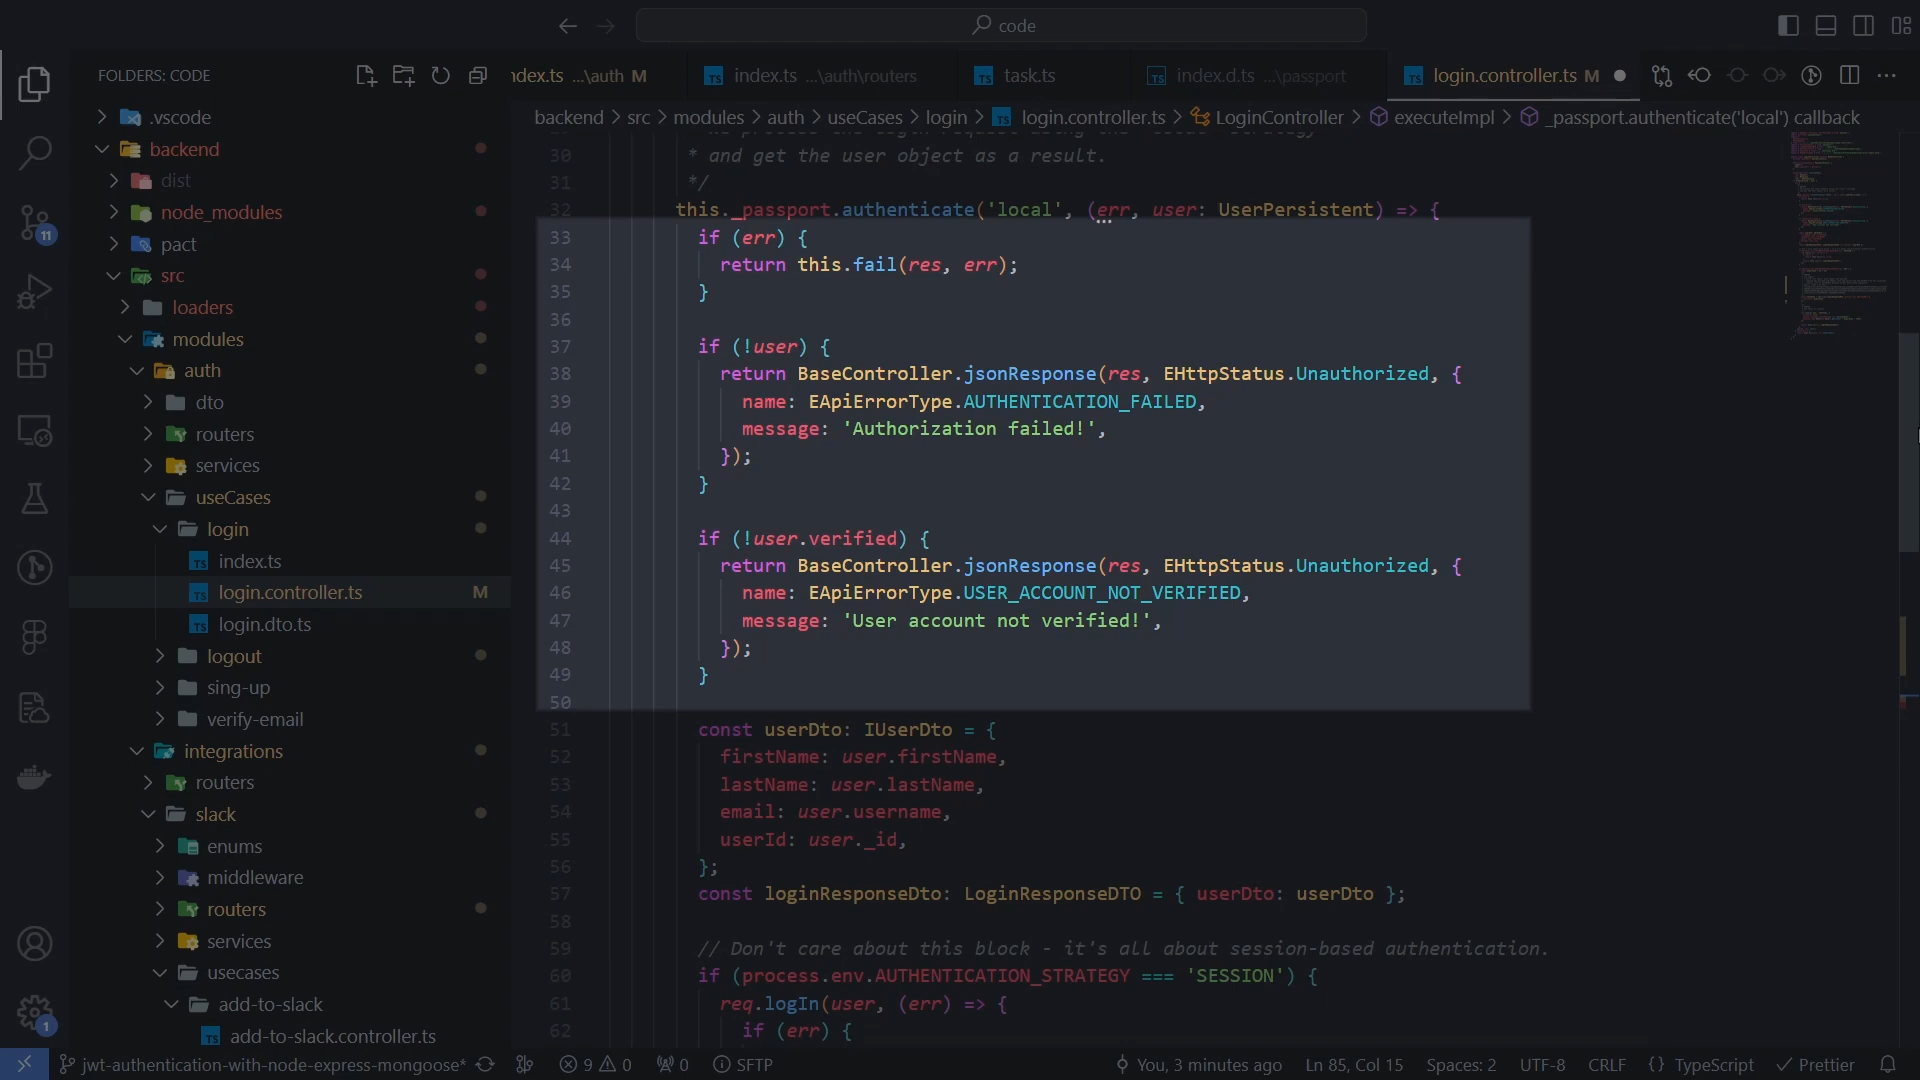 code
FOLDERS: CODE
ndex.ts ...\auth M
index.ts ...\auth\routers
task.ts
index.d.ts ...\passport
login.controller.ts M
backend > src > modules > auth > useCases > login > login.controller.ts > LoginController > executeImpl > _passport.authenticate('local') callback
.vscode
backend
dist
node_modules
pact
src
loaders
modules
auth
dto
routers
services
useCases
login
index.ts
login.controller.ts M
login.dto.ts
logout
sing-up
verify-email
integrations
routers
slack
enums
middleware
routers
services
usecases
add-to-slack
add-to-slack.controller.ts
30 * and get the user object as a result.
31 */
32 this._passport.authenticate('local', (err, user: UserPersistent) => {
33 if (err) {
34 return this.fail(res, err);
35 }
36
37 if (!user) {
38 return BaseController.jsonResponse(res, EHttpStatus.Unauthorized, {
39 name: EApiErrorType.AUTHENTICATION_FAILED,
40 message: 'Authorization failed!',
41 });
42 }
43
44 if (!user.verified) {
45 return BaseController.jsonResponse(res, EHttpStatus.Unauthorized, {
46 name: EApiErrorType.USER_ACCOUNT_NOT_VERIFIED,
47 message: 'User account not verified!',
48 });
49 }
50
51 const userDto: IUserDto = {
52 firstName: user.firstName,
53 lastName: user.lastName,
54 email: user.username,
55 userId: user._id,
56 };
57 const loginResponseDto: LoginResponseDTO = { userDto: userDto };
58
59 // Don't care about this block - it's all about session-based authentication.
60 if (process.env.AUTHENTICATION_STRATEGY === 'SESSION') {
61 req.logIn(user, (err) => {
62 if (err) {
11
1
jwt-authentication-with-node-express-mongoose* 9 0 0 SFTP You, 3 minutes ago Ln 85, Col 15 Spaces: 2 UTF-8 CRLF {} TypeScript Prettier